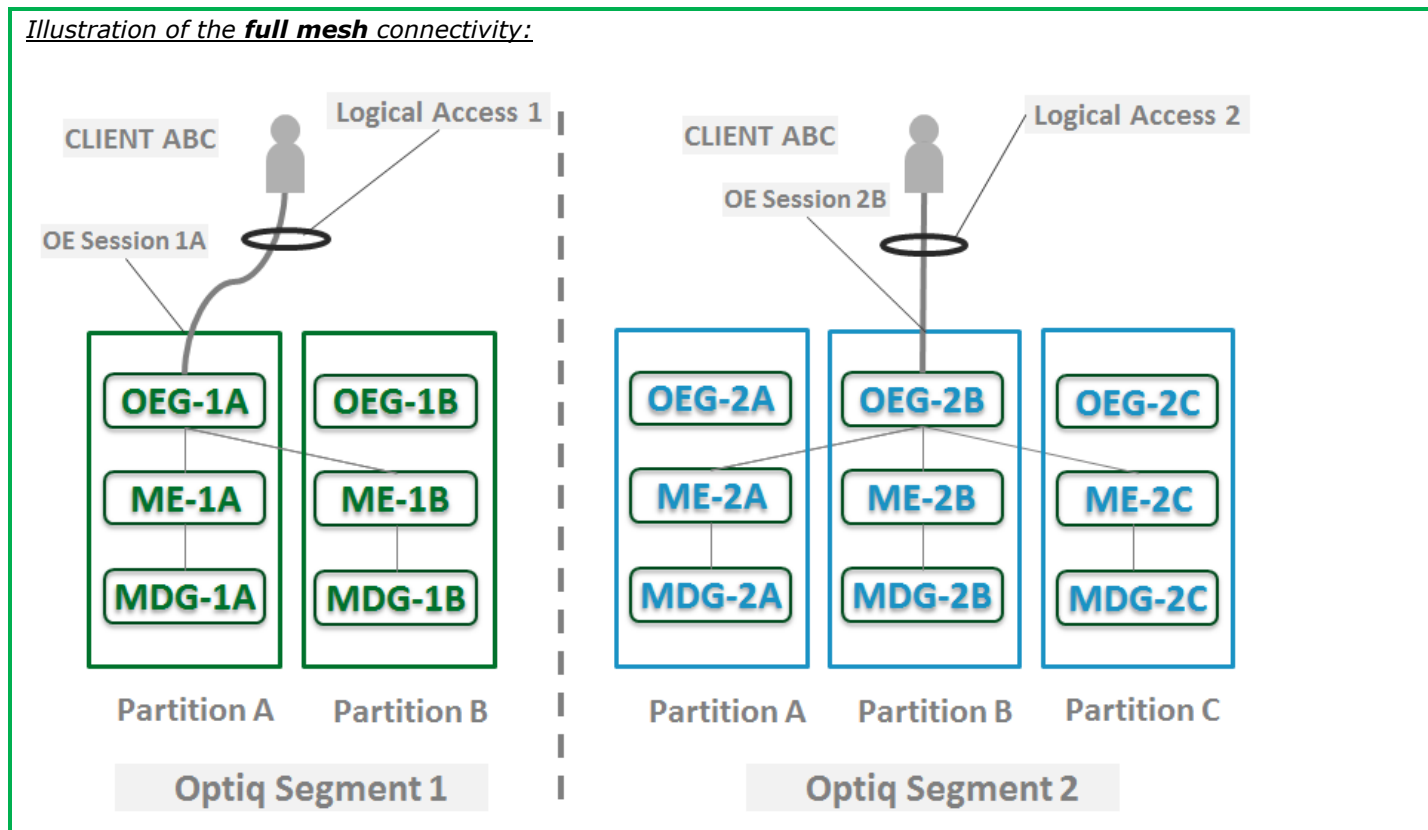 Illustration of the full mesh connectivity:
Logical Access 1
CLIENT ABC
OE Session 1A
OEG-1A
OEG-1B
ME-1A
ME-1B
MDG-1A
MDG-1B
Partition A
Partition B
Optiq Segment 1
Logical Access 2
CLIENT ABC
OE Session 2B
OEG-2A
OEG-2B
OEG-2C
ME-2A
ME-2B
ME-2C
MDG-2A
MDG-2B
MDG-2C
Partition A
Partition B
Partition C
Optiq Segment 2